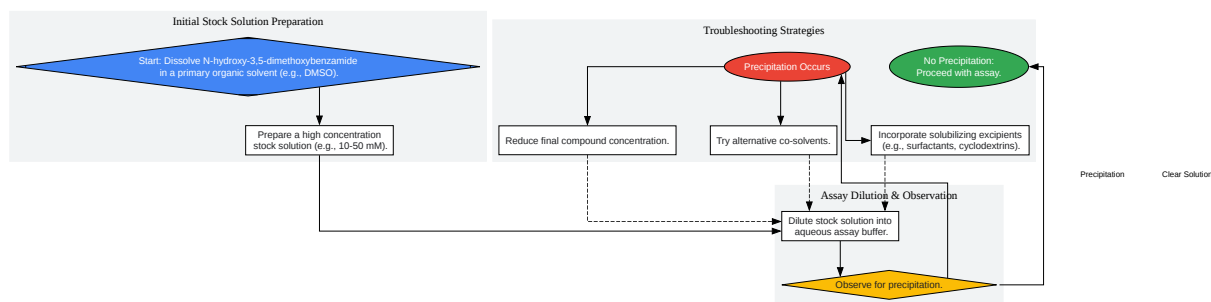 Initial Stock Solution Preparation
Start: Dissolve N-hydroxy-3,5-dimethoxybenzamide
in a primary organic solvent (e.g., DMSO).
Prepare a high concentration
stock solution (e.g., 10-50 mM).
Troubleshooting Strategies
Precipitation Occurs
No Precipitation:
Proceed with assay.
Reduce final compound concentration.
Try alternative co-solvents.
Incorporate solubilizing excipients
(e.g., surfactants, cyclodextrins).
Precipitation
Clear Solution
Assay Dilution & Observation
Dilute stock solution into
aqueous assay buffer.
Observe for precipitation.